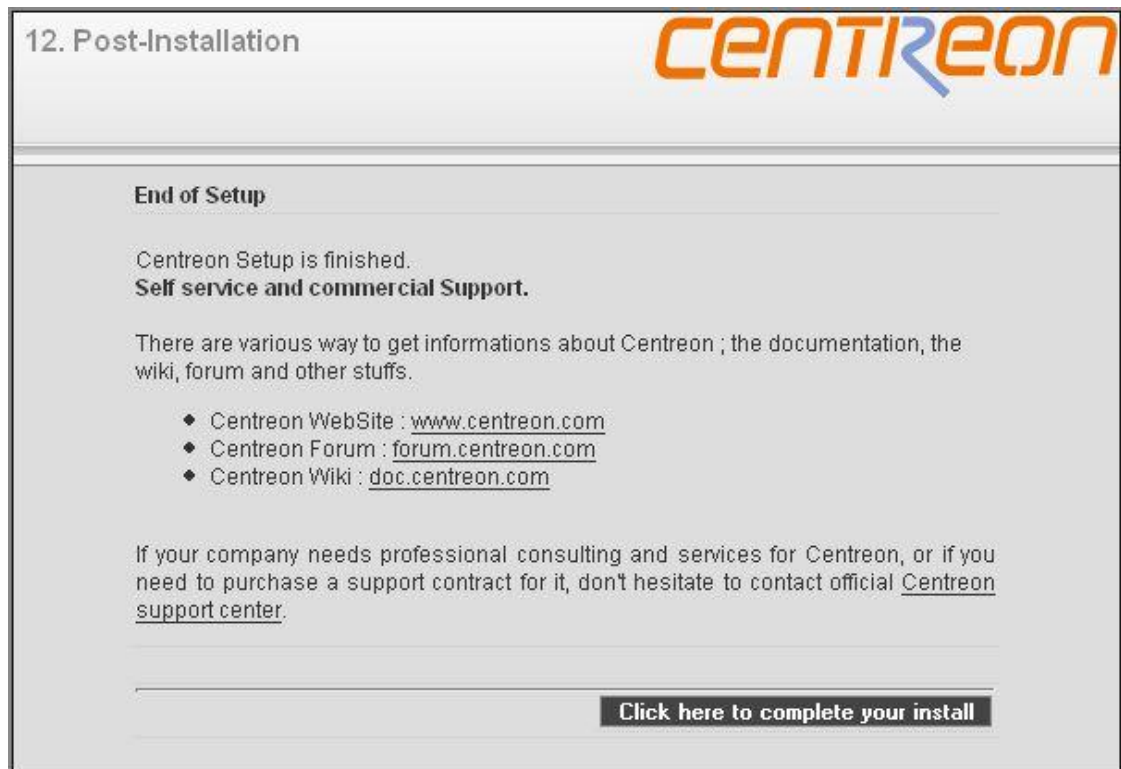 12. Post-Installation
CENTREON
End of Setup
Centreon Setup is finished.
Self service and commercial Support.
There are various way to get informations about Centreon ; the documentation, the
wiki, forum and other stuffs.
◆ Centreon WebSite : www.centreon.com
◆ Centreon Forum : forum.centreon.com
◆ Centreon Wiki : doc.centreon.com
If your company needs professional consulting and services for Centreon, or if you
need to purchase a support contract for it, don't hesitate to contact official Centreon
support center.
Click here to complete your install